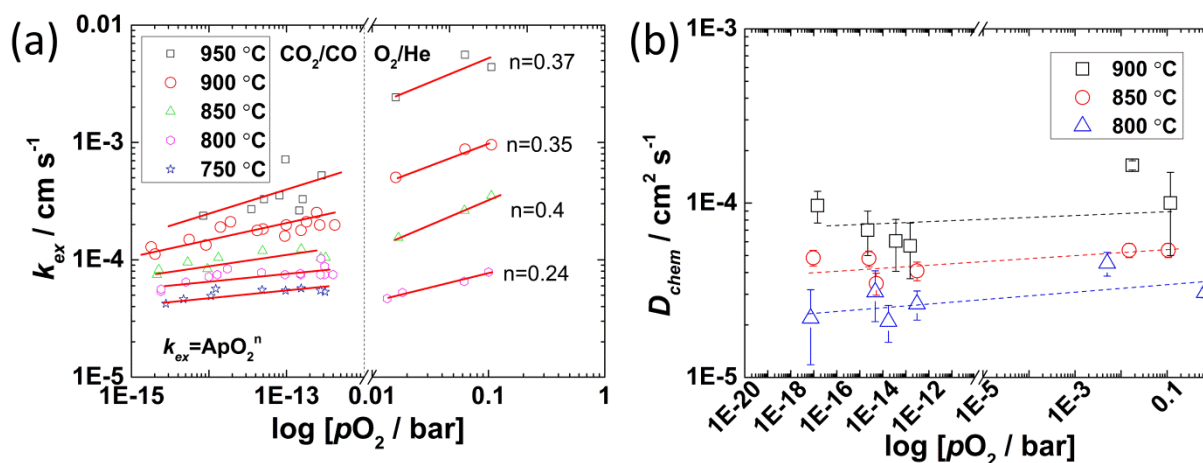 (a)
0.01
1E-3
1E-4
1E-5
k_ex / cm s⁻¹
950 °C
900 °C
850 °C
800 °C
750 °C
CO₂/CO
O₂/He
n=0.37
n=0.35
n=0.4
n=0.24
k_ex=ApO₂ⁿ
1E-15
1E-13
0.01
0.1
1
log [pO₂ / bar]
(b)
1E-3
1E-4
1E-5
D_chem / cm² s⁻¹
900 °C
850 °C
800 °C
1E-20
1E-18
1E-16
1E-14
1E-12
1E-5
1E-3
0.1
log [pO₂ / bar]